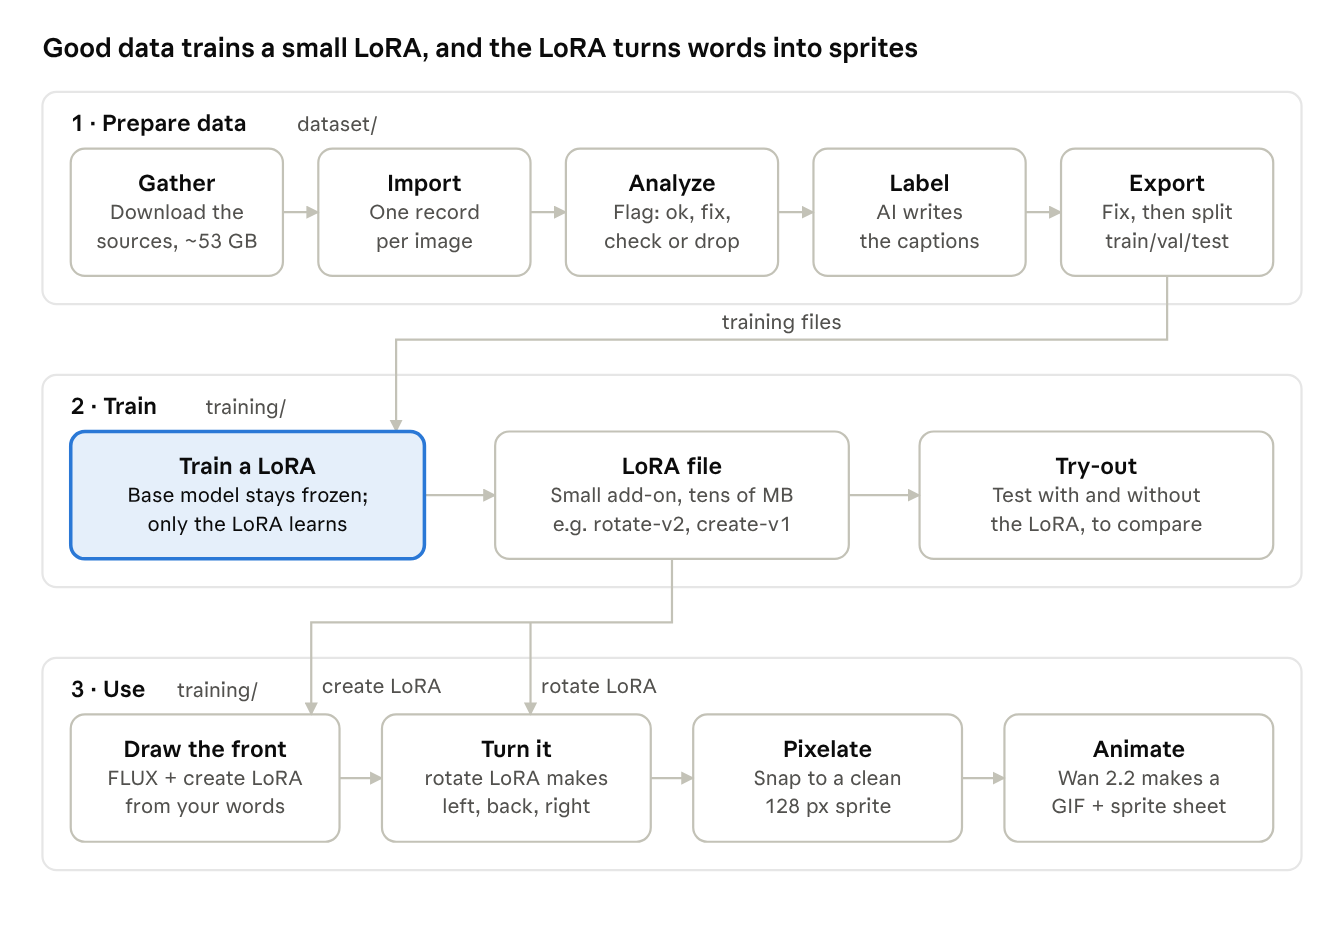 Good data trains a small LoRA, and the LoRA turns words into sprites
1 · Prepare data dataset/
Gather
Download the
sources, ~53 GB
Import
One record
per image
Analyze
Flag: ok, fix,
check or drop
Label
AI writes
the captions
Export
Fix, then split
train/val/test
training files
2 · Train training/
Train a LoRA
Base model stays frozen;
only the LoRA learns
LoRA file
Small add-on, tens of MB
e.g. rotate-v2, create-v1
Try-out
Test with and without
the LoRA, to compare
3 · Use training/
create LoRA
rotate LoRA
Draw the front
FLUX + create LoRA
from your words
Turn it
rotate LoRA makes
left, back, right
Pixelate
Snap to a clean
128 px sprite
Animate
Wan 2.2 makes a
GIF + sprite sheet